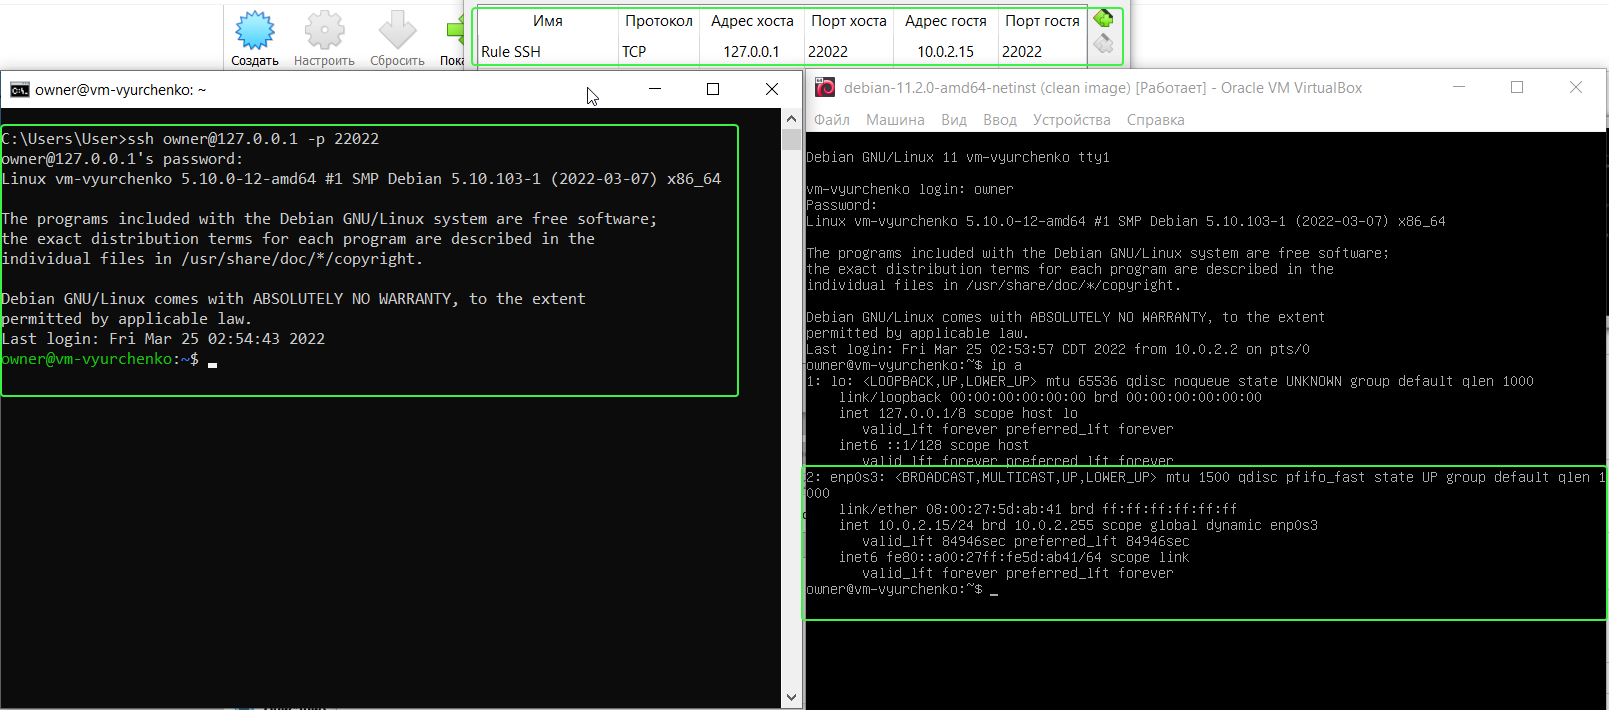 Имя Протокол Адрес хоста Порт хоста Адрес гостя Порт гостя
Rule SSH TCP 127.0.0.1 22022 10.0.2.15 22022
Создать Настроить Сбросить Пока
owner@vm-vyurchenko: ~
C:\Users\User>ssh owner@127.0.0.1 -p 22022
owner@127.0.0.1's password:
Linux vm-vyurchenko 5.10.0-12-amd64 #1 SMP Debian 5.10.103-1 (2022-03-07) x86_64
The programs included with the Debian GNU/Linux system are free software;
the exact distribution terms for each program are described in the
individual files in /usr/share/doc/*/copyright.
Debian GNU/Linux comes with ABSOLUTELY NO WARRANTY, to the extent
permitted by applicable law.
Last login: Fri Mar 25 02:54:43 2022
owner@vm-vyurchenko:~$
debian-11.2.0-amd64-netinst (clean image) [Работает] - Oracle VM VirtualBox
Файл Машина Вид Ввод Устройства Справка
Debian GNU/Linux 11 vm-vyurchenko tty1
vm-vyurchenko login: owner
Password:
Linux vm-vyurchenko 5.10.0-12-amd64 #1 SMP Debian 5.10.103-1 (2022-03-07) x86_64
The programs included with the Debian GNU/Linux system are free software;
the exact distribution terms for each program are described in the
individual files in /usr/share/doc/*/copyright.
Debian GNU/Linux comes with ABSOLUTELY NO WARRANTY, to the extent
permitted by applicable law.
Last login: Fri Mar 25 02:53:57 CDT 2022 from 10.0.2.2 on pts/0
owner@vm-vyurchenko:~$ ip a
1: lo: <LOOPBACK,UP,LOWER_UP> mtu 65536 qdisc noqueue state UNKNOWN group default qlen 1000
link/loopback 00:00:00:00:00:00 brd 00:00:00:00:00:00
inet 127.0.0.1/8 scope host lo
valid_lft forever preferred_lft forever
inet6 ::1/128 scope host
valid_lft forever preferred_lft forever
2: enp0s3: <BROADCAST,MULTICAST,UP,LOWER_UP> mtu 1500 qdisc pfifo_fast state UP group default qlen 1
000
link/ether 08:00:27:5d:ab:41 brd ff:ff:ff:ff:ff:ff
inet 10.0.2.15/24 brd 10.0.2.255 scope global dynamic enp0s3
valid_lft 84946sec preferred_lft 84946sec
inet6 fe80::a00:27ff:fe5d:ab41/64 scope link
valid_lft forever preferred_lft forever
owner@vm-vyurchenko:~$ _